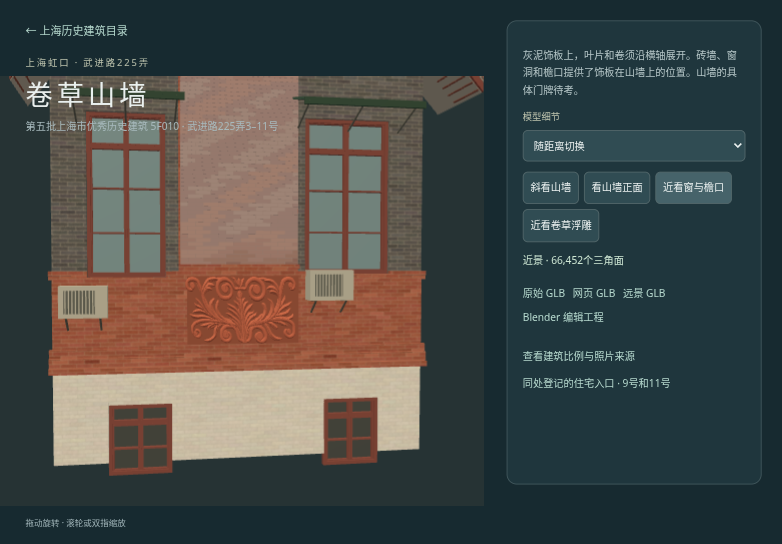 ← 上海历史建筑目录
上海虹口 · 武进路225弄
卷草山墙
第五批上海市优秀历史建筑 5F010 · 武进路225弄3–11号
拖动旋转 · 滚轮或双指缩放
灰泥饰板上，叶片和卷须沿横轴展开。砖墙、窗
洞和檐口提供了饰板在山墙上的位置。山墙的具
体门牌待考。
模型细节
随距离切换
斜看山墙 看山墙正面 近看窗与檐口
近看卷草浮雕
近景 · 66,452个三角面
原始 GLB 网页 GLB 远景 GLB
Blender 编辑工程
查看建筑比例与照片来源
同处登记的住宅入口 · 9号和11号